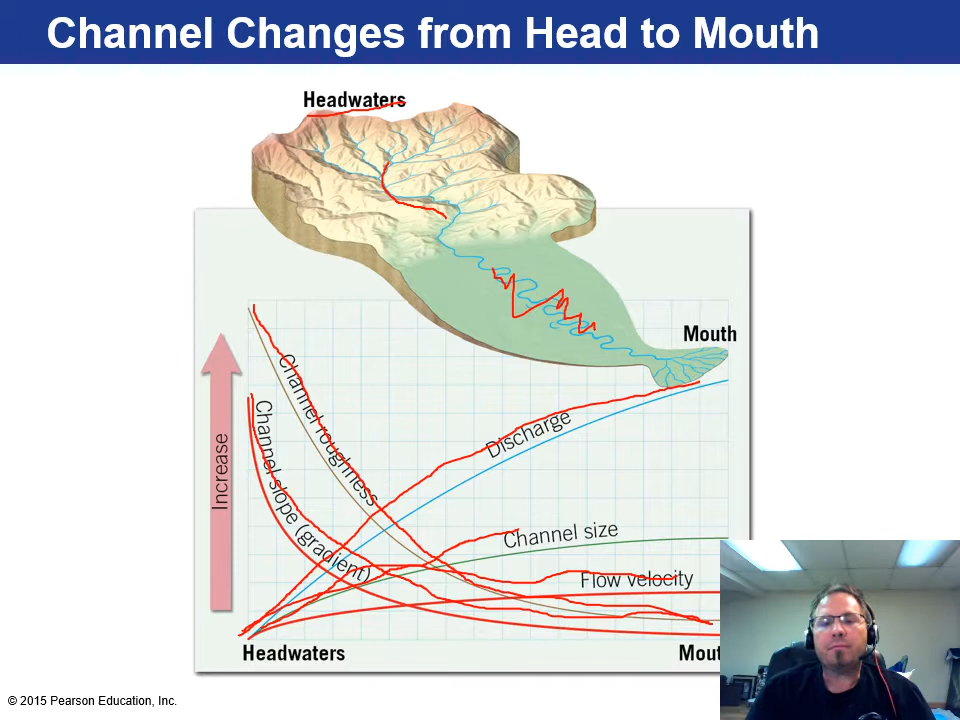 Channel Changes from Head to Mouth
Headwaters
Mouth
Channel roughness
Discharge
Channel slope (gradient)
Increase
Channel size
Flow velocity
Headwaters
Mout
© 2015 Pearson Education, Inc.